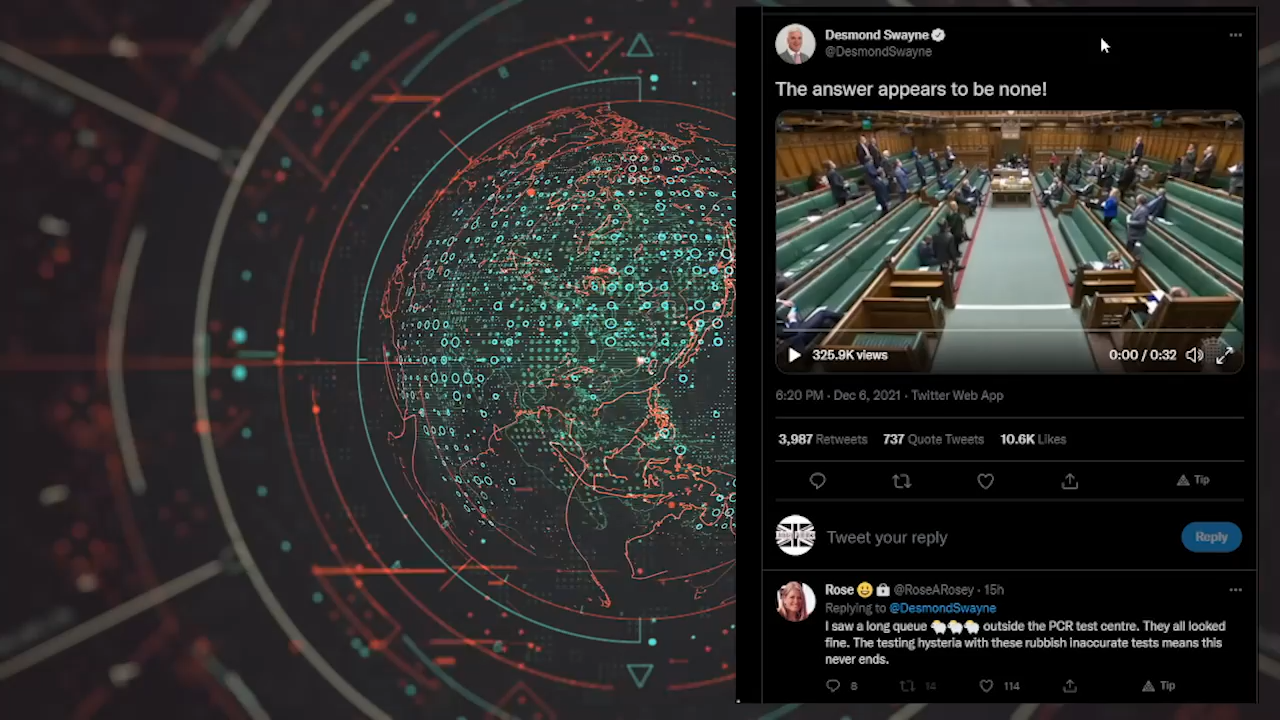 Desmond Swayne
@DesmondSwayne
The answer appears to be none!
325.9K views
0:00 / 0:32
6:20 PM · Dec 6, 2021 · Twitter Web App
3,987 Retweets 737 Quote Tweets 10.6K Likes
Tip
Tweet your reply
Reply
Rose 😃 @RoseARosey · 15h
Replying to @DesmondSwayne
I saw a long queue 🐑🐑🐑 outside the PCR test centre. They all looked
fine. The testing hysteria with these rubbish inaccurate tests means this
never ends.
8 14 114 Tip